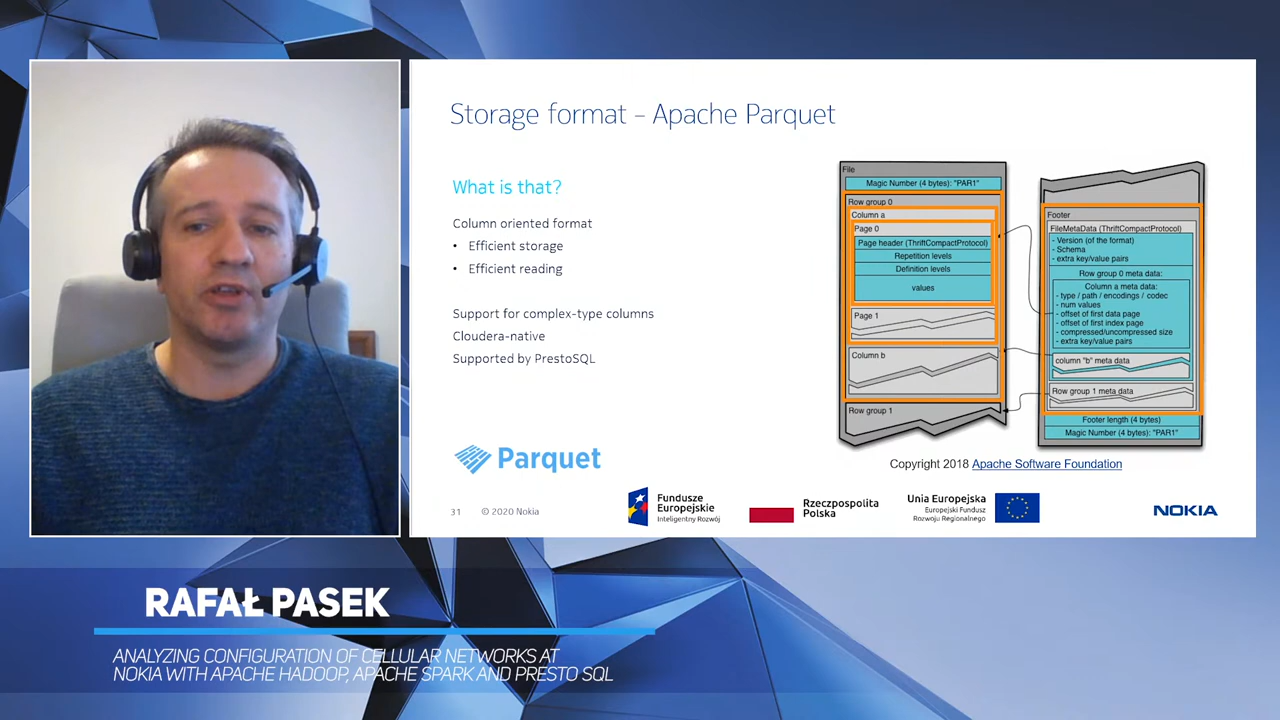 Storage format – Apache Parquet
What is that?
Column oriented format
• Efficient storage
• Efficient reading
Support for complex-type columns
Cloudera-native
Supported by PrestoSQL
Parquet
File
Magic Number (4 bytes): "PAR1"
Row group 0
Column a
Page 0
Page header (ThriftCompactProtocol)
Repetition levels
Definition levels
values
Page 1
Column b
Row group 1
Footer
FileMetaData (ThriftCompactProtocol)
- Version (of the format)
- Schema
- extra key/value pairs
Row group 0 meta data:
Column a meta data:
- type / path / encodings / codec
- num values
- offset of first data page
- offset of first index page
- compressed/uncompressed size
- extra key/value pairs
column "b" meta data
Row group 1 meta data
Footer length (4 bytes)
Magic Number (4 bytes): "PAR1"
Copyright 2018 Apache Software Foundation
31 © 2020 Nokia
Fundusze
Europejskie
Inteligentny Rozwój
Rzeczpospolita
Polska
Unia Europejska
Europejski Fundusz
Rozwoju Regionalnego
NOKIA
RAFAŁ PASEK
ANALYZING CONFIGURATION OF CELLULAR NETWORKS AT
NOKIA WITH APACHE HADOOP, APACHE SPARK AND PRESTO SQL